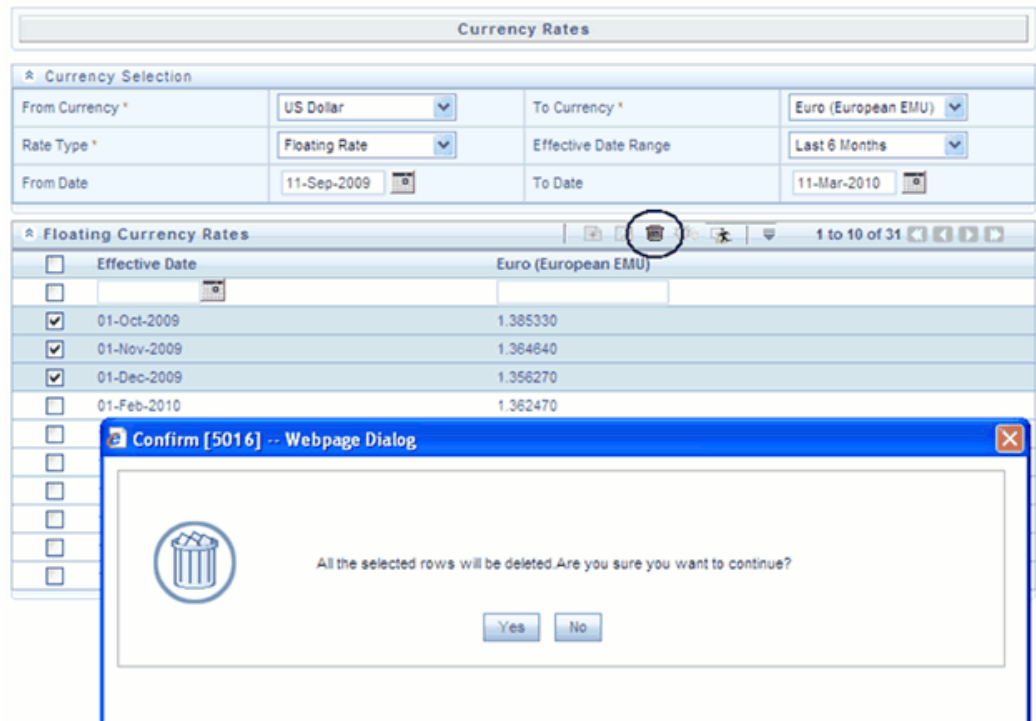 Currency Rates
Currency Selection
From Currency * US Dollar To Currency * Euro (European EMU)
Rate Type * Floating Rate Effective Date Range Last 6 Months
From Date 11-Sep-2009 To Date 11-Mar-2010
Floating Currency Rates 1 to 10 of 31
Effective Date Euro (European EMU)
01-Oct-2009 1.385330
01-Nov-2009 1.364640
01-Dec-2009 1.356270
01-Feb-2010 1.362470
Confirm [5016] -- Webpage Dialog
All the selected rows will be deleted.Are you sure you want to continue?
Yes No